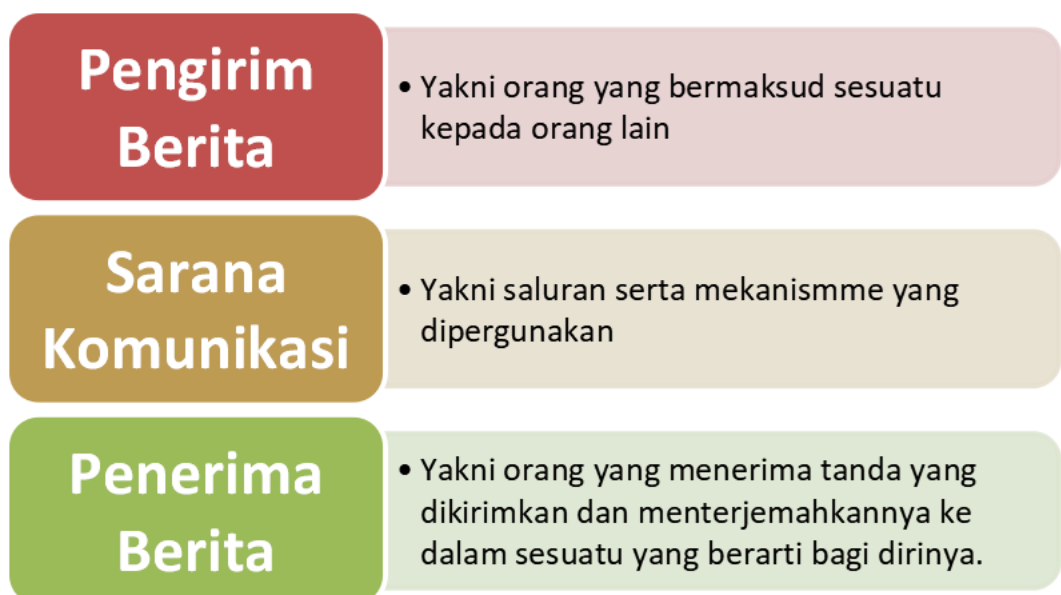 Pengirim
Berita
• Yakni orang yang bermaksud sesuatu
kepada orang lain
Sarana
Komunikasi
• Yakni saluran serta mekanismme yang
dipergunakan
Penerima
Berita
• Yakni orang yang menerima tanda yang
dikirimkan dan menterjemahkannya ke
dalam sesuatu yang berarti bagi dirinya.